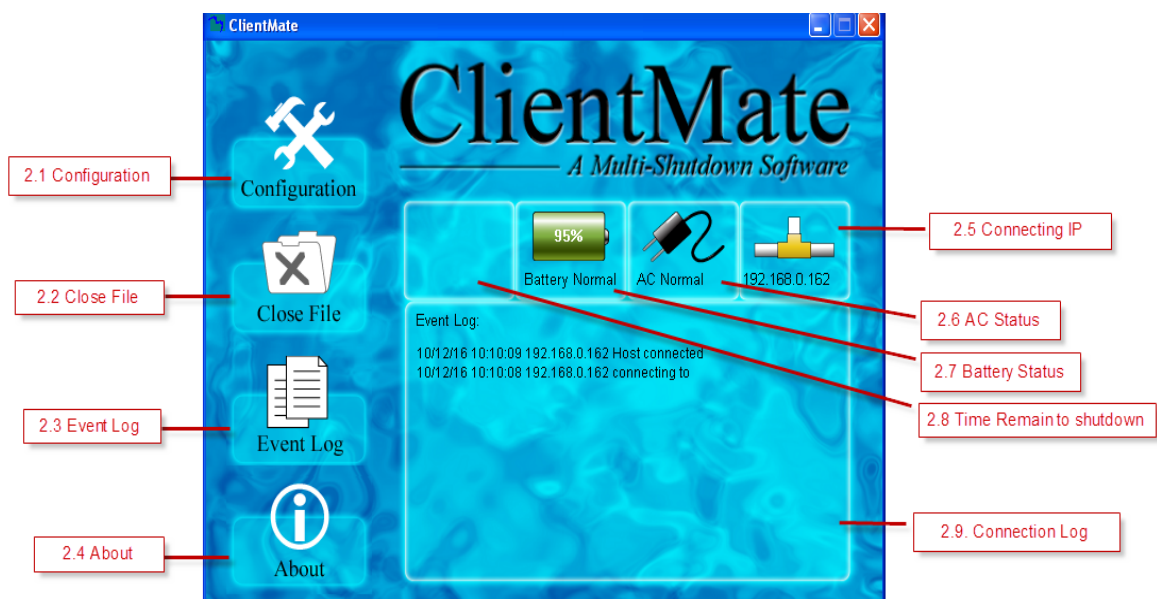 ClientMate
ClientMate
A Multi-Shutdown Software
2.1 Configuration
Configuration
2.2 Close File
Close File
2.3 Event Log
Event Log
2.4 About
About
95%
Battery Normal
AC Normal
192.168.0.162
Event Log:
10/12/16 10:10:09 192.168.0.162 Host connected
10/12/16 10:10:08 192.168.0.162 connecting to
2.5 Connecting IP
2.6 AC Status
2.7 Battery Status
2.8 Time Remain to shutdown
2.9. Connection Log